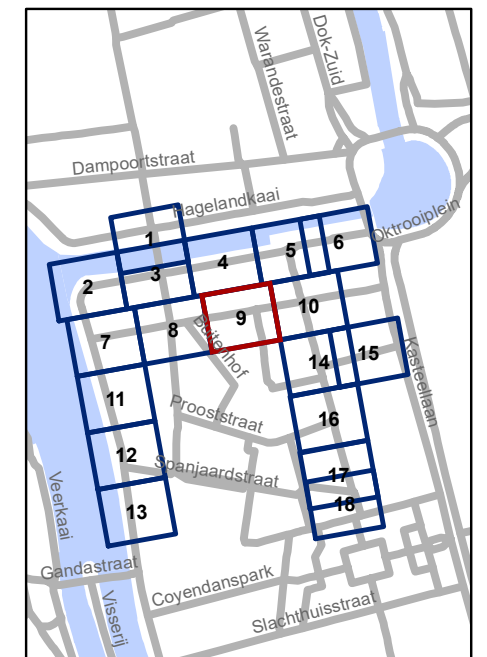 Dok-Zuid
Warandestraat
Dampoortstraat
Hagelandkaai
Oktrooiplein
1
2
3
4
5
6
7
8
9
10
Buitenhof
11
12
13
14
15
16
17
18
Kasteellaan
Prooststraat
Spanjaardstraat
Veerkaai
Gandastraat
Visserij
Coyendanspark
Slachthuisstraat